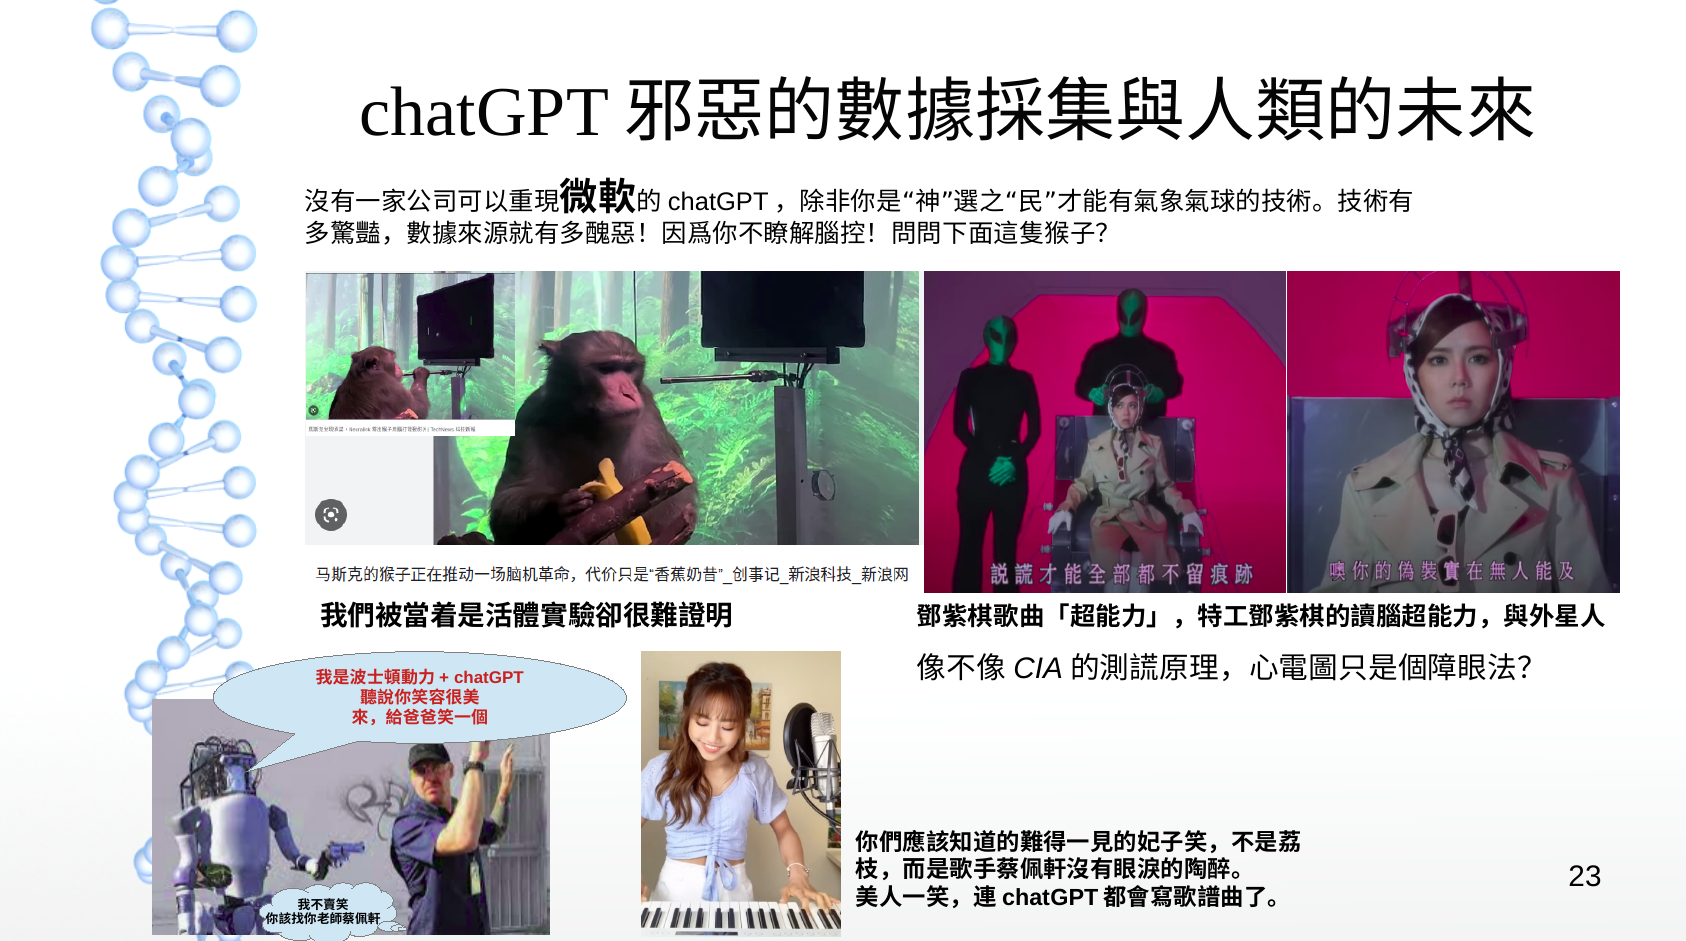 chatGPT 邪惡的數據採集與人類的未來
沒有一家公司可以重現微軟的 chatGPT，除非你是“神”選之“民”才能有氣象氣球的技術。技術有
多驚豔，數據來源就有多醜惡！因爲你不瞭解腦控！問問下面這隻猴子？
马斯克的猴子正在推动一场脑机革命，代价只是“香蕉奶昔”_创事记_新浪科技_新浪网
說謊才能全部都不留痕跡
噢你的偽裝實在無人能及
我們被當着是活體實驗卻很難證明
鄧紫棋歌曲「超能力」，特工鄧紫棋的讀腦超能力，與外星人
像不像 CIA 的測謊原理，心電圖只是個障眼法？
我是波士頓動力 + chatGPT
聽說你笑容很美
來，給爸爸笑一個
我不賣笑
你該找你老師蔡佩軒
你們應該知道的難得一見的妃子笑，不是荔
枝，而是歌手蔡佩軒沒有眼淚的陶醉。
美人一笑，連 chatGPT 都會寫歌譜曲了。
23